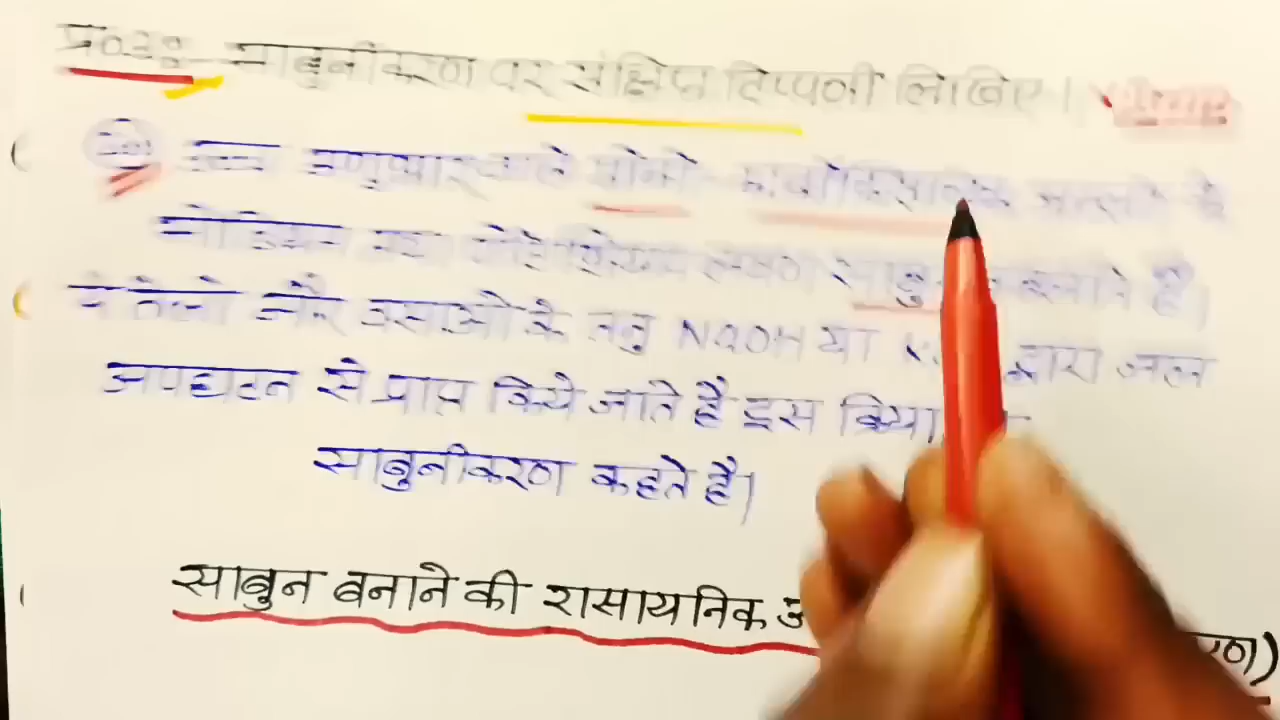 साबुनीकरण पर संक्षिप्त टिप्पणी लिखिए।
उच्च अणुभार वाले मोनो कार्बोक्सिलिक अम्लो के
सोडियम तथा पोटेशियम लवण साबुन कहलाते है।
ये तेलो और वसाओ के तनु NaOH या द्वारा जल
अपघटन से प्राप्त किये जाते है इस क्रिया
साबुनीकरण कहते है।
साबुन बनाने की रासायनिक